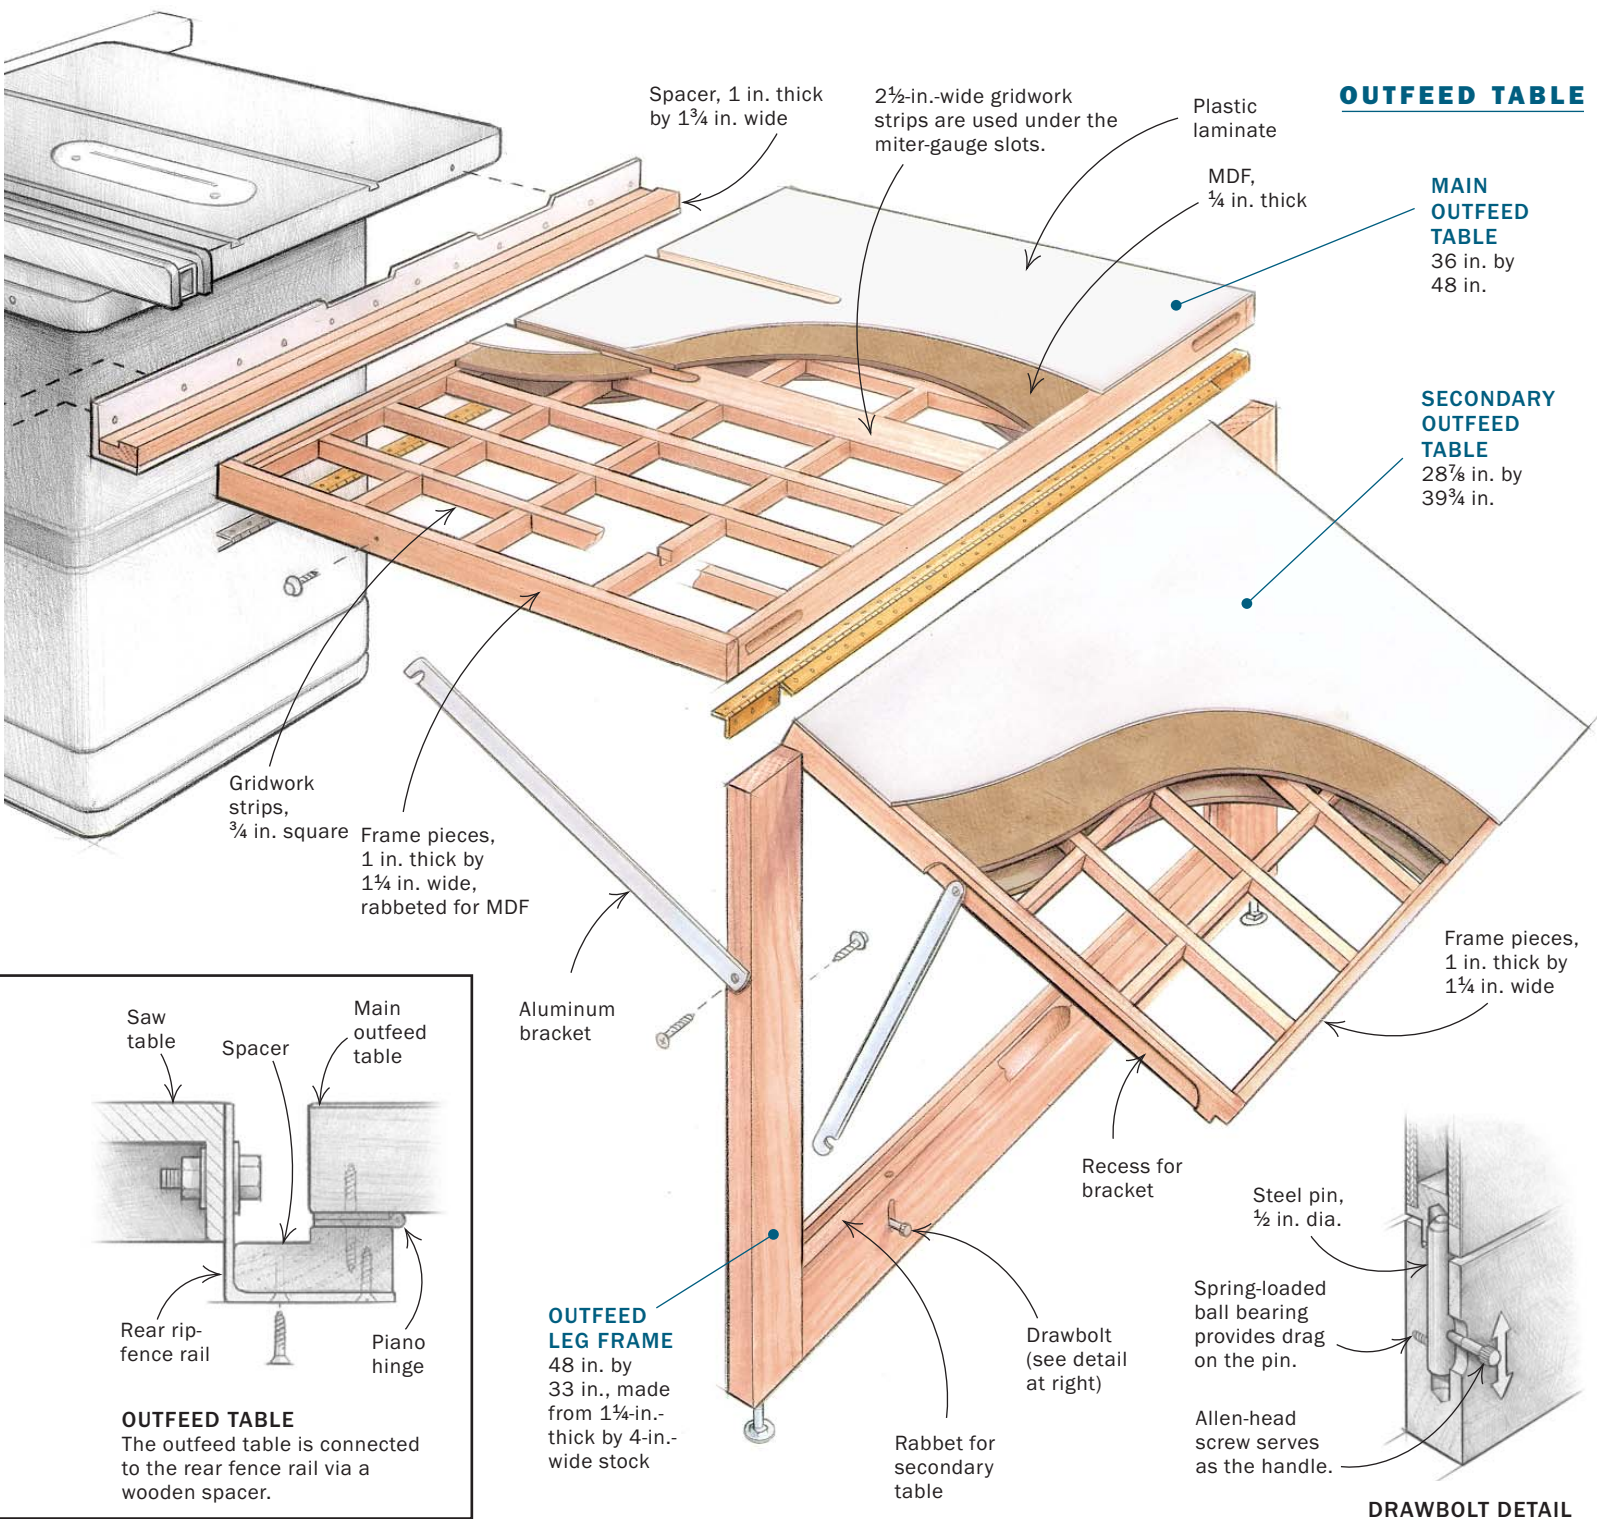 OUTFEED TABLE
Spacer, 1 in. thick
by 1¾ in. wide
2½-in.-wide gridwork
strips are used under the
miter-gauge slots.
Plastic
laminate
MDF,
¼ in. thick
MAIN
OUTFEED
TABLE
36 in. by
48 in.
SECONDARY
OUTFEED
TABLE
28⅞ in. by
39¾ in.
Gridwork
strips,
¾ in. square
Frame pieces,
1 in. thick by
1¼ in. wide,
rabbeted for MDF
Aluminum
bracket
Frame pieces,
1 in. thick by
1¼ in. wide
Recess for
bracket
OUTFEED
LEG FRAME
48 in. by
33 in., made
from 1¼-in.-
thick by 4-in.-
wide stock
Drawbolt
(see detail
at right)
Rabbet for
secondary
table
Saw
table
Spacer
Main
outfeed
table
Rear rip-
fence rail
Piano
hinge
OUTFEED TABLE
The outfeed table is connected
to the rear fence rail via a
wooden spacer.
Steel pin,
½ in. dia.
Spring-loaded
ball bearing
provides drag
on the pin.
Allen-head
screw serves
as the handle.
DRAWBOLT DETAIL